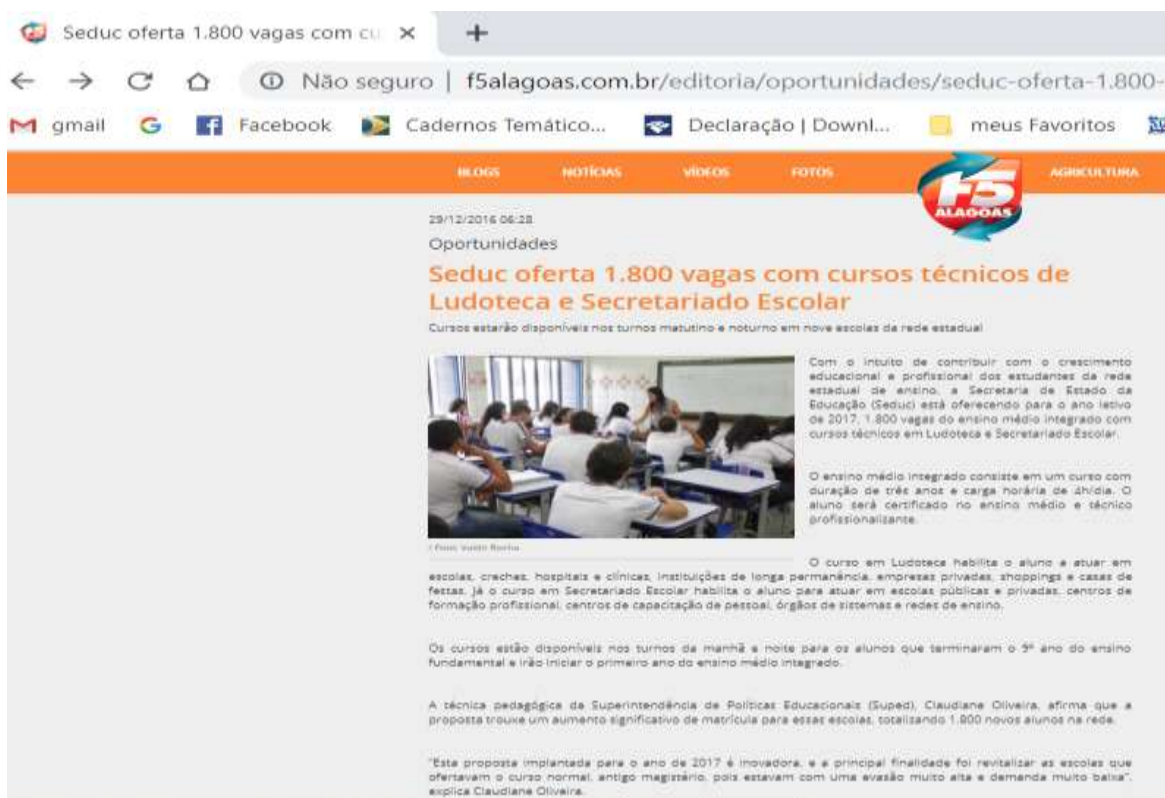 Seduc oferta 1.800 vagas com cu
Não seguro | f5alagoas.com.br/editoria/oportunidades/seduc-oferta-1.800-
gmail Facebook Cadernos Temático... Declaração | Downl... meus Favoritos
BLOGS NOTÍCIAS VÍDEOS FOTOS F5 ALAGOAS AGRICULTURA
29/12/2016 06:28
Oportunidades
Seduc oferta 1.800 vagas com cursos técnicos de
Ludoteca e Secretariado Escolar
Cursos estarão disponíveis nos turnos matutino e noturno em nove escolas da rede estadual
Com o intuito de contribuir com o crescimento
educacional e profissional dos estudantes da rede
estadual de ensino, a Secretaria de Estado da
Educação (Seduc) está oferecendo para o ano letivo
de 2017, 1.800 vagas do ensino médio integrado com
cursos técnicos em Ludoteca e Secretariado Escolar.
O ensino médio integrado consiste em um curso com
duração de três anos e carga horária de 4h/dia. O
aluno será certificado no ensino médio e técnico
profissionalizante.
O curso em Ludoteca habilita o aluno a atuar em
escolas, creches, hospitais e clínicas, instituições de longa permanência, empresas privadas, shoppings e casas de
festas. Já o curso em Secretariado Escolar habilita o aluno para atuar em escolas públicas e privadas, centros de
formação profissional, centros de capacitação de pessoal, órgãos de sistemas e redes de ensino.
Os cursos estão disponíveis nos turnos da manhã e noite para os alunos que terminaram o 9º ano do ensino
fundamental e irão iniciar o primeiro ano do ensino médio integrado.
A técnica pedagógica da Superintendência de Políticas Educacionais (Suped), Claudiane Oliveira, afirma que a
proposta trouxe um aumento significativo de matrícula para essas escolas, totalizando 1.800 novos alunos na rede.
"Esta proposta implantada para o ano de 2017 é inovadora, e a principal finalidade foi revitalizar as escolas que
ofertavam o curso normal, antigo magistério, pois estavam com uma evasão muito alta e demanda muito baixa",
explica Claudiane Oliveira.